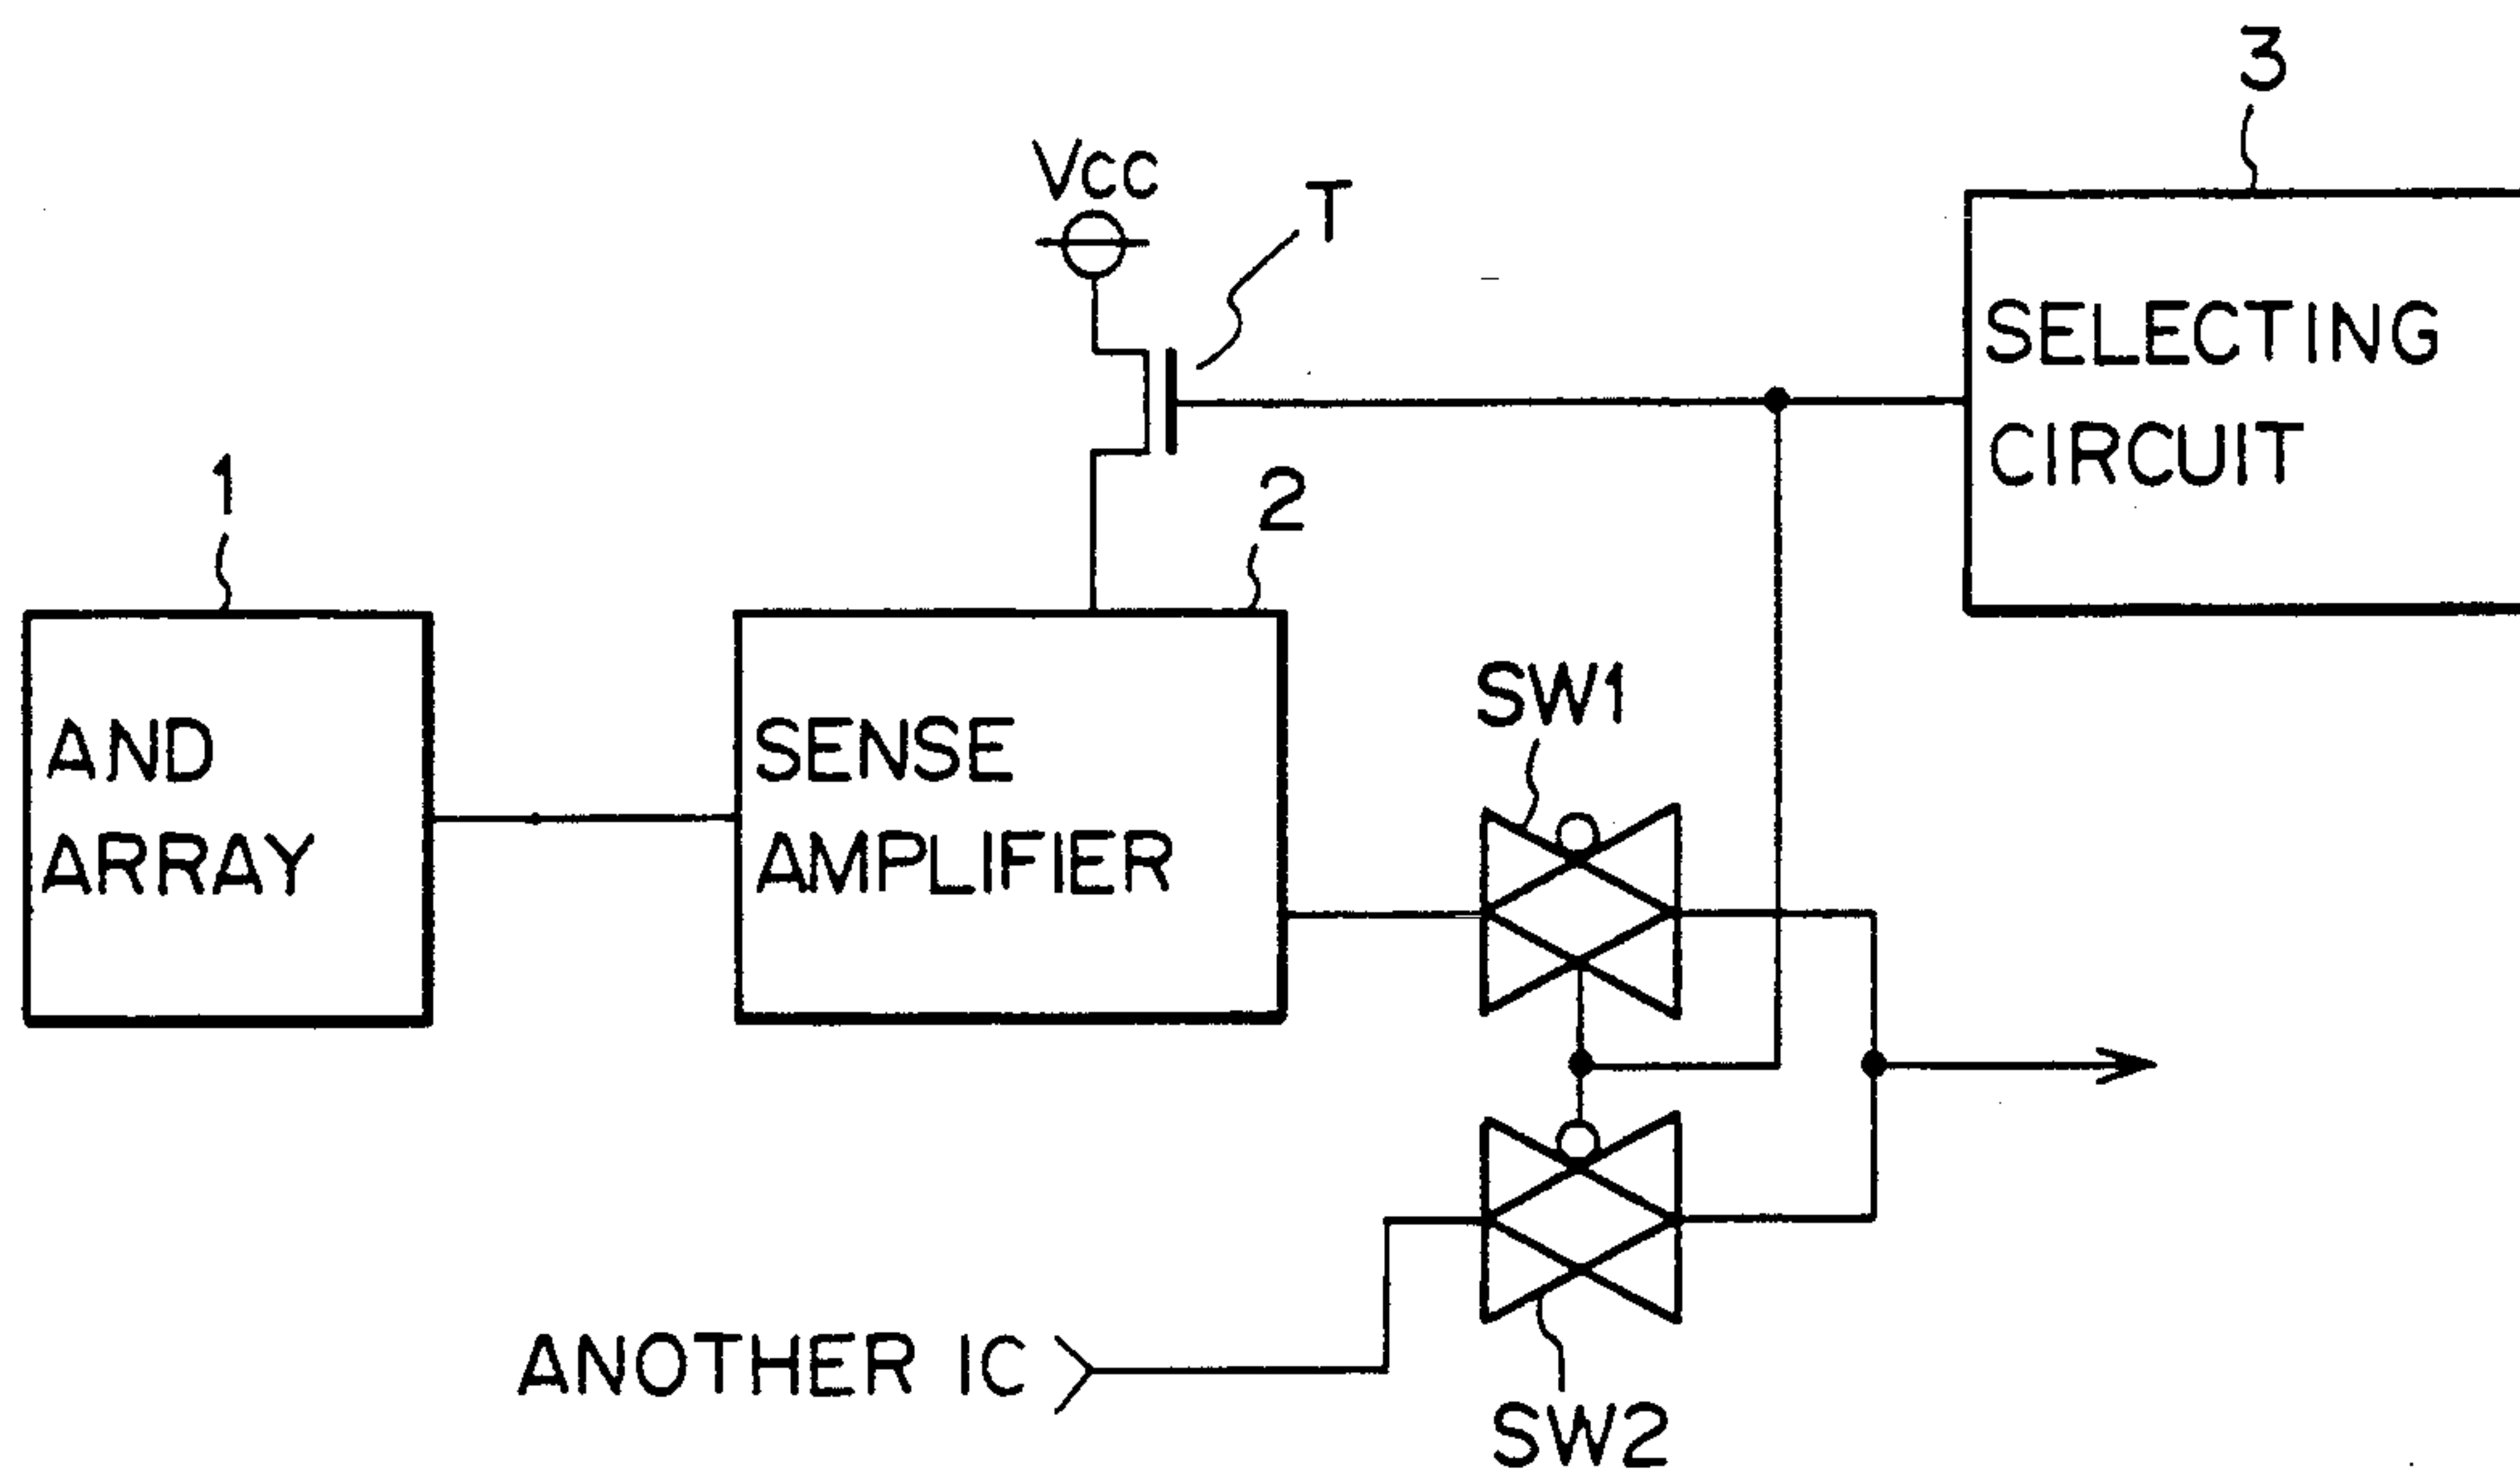 3
Vcc
T
SELECTING
CIRCUIT
1
2
SW1
AND
ARRAY
SENSE
AMPLIFIER
ANOTHER IC
SW2